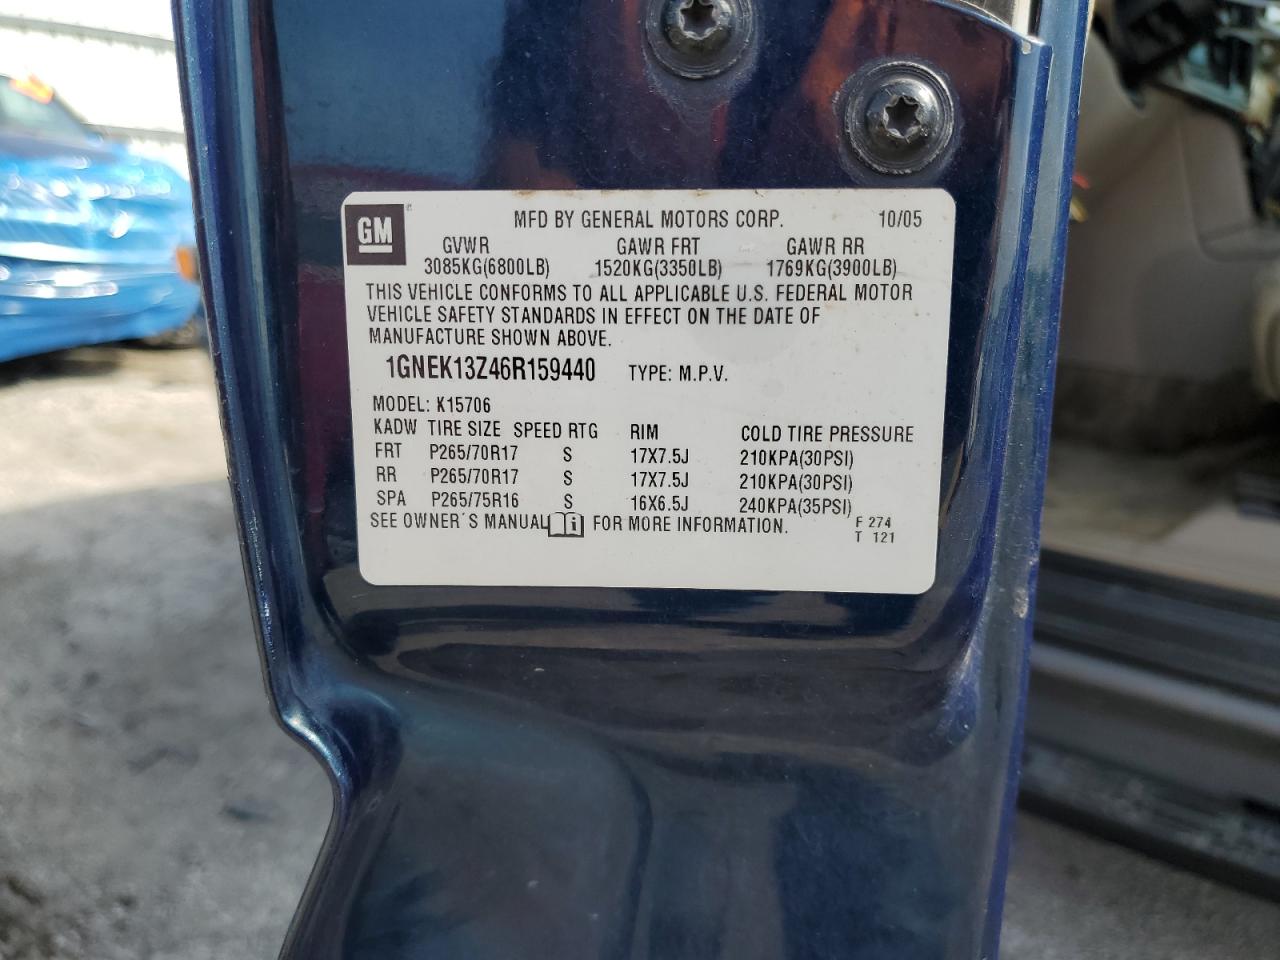 GM MFD BY GENERAL MOTORS CORP. 10/05
GVWR GAWR FRT GAWR RR
3085KG(6800LB) 1520KG(3350LB) 1769KG(3900LB)
THIS VEHICLE CONFORMS TO ALL APPLICABLE U.S. FEDERAL MOTOR
VEHICLE SAFETY STANDARDS IN EFFECT ON THE DATE OF
MANUFACTURE SHOWN ABOVE.
1GNEK13Z46R159440 TYPE: M.P.V.
MODEL: K15706
KADW TIRE SIZE SPEED RTG RIM COLD TIRE PRESSURE
FRT P265/70R17 S 17X7.5J 210KPA(30PSI)
RR P265/70R17 S 17X7.5J 210KPA(30PSI)
SPA P265/75R16 S 16X6.5J 240KPA(35PSI)
SEE OWNER´S MANUAL i FOR MORE INFORMATION. F 274
T 121